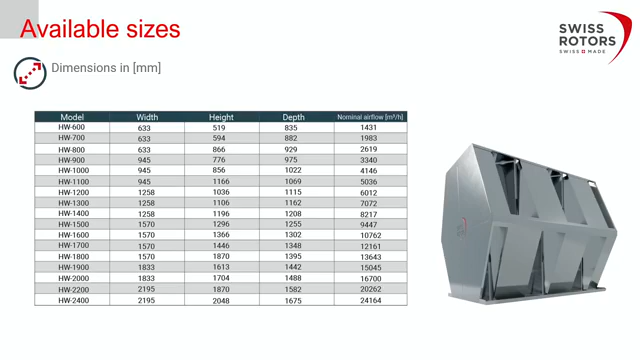 Available sizes
SWISS
ROTORS
SWISS MADE
Dimensions in [mm]
Model Width Height Depth Nominal airflow [m³/h]
HW-600 633 519 835 1431
HW-700 633 594 882 1983
HW-800 633 866 929 2619
HW-900 945 776 975 3340
HW-1000 945 856 1022 4146
HW-1100 945 1166 1069 5036
HW-1200 1258 1036 1115 6012
HW-1300 1258 1106 1162 7072
HW-1400 1258 1196 1208 8217
HW-1500 1570 1296 1255 9447
HW-1600 1570 1366 1302 10762
HW-1700 1570 1446 1348 12161
HW-1800 1570 1870 1395 13643
HW-1900 1833 1613 1442 15045
HW-2000 1833 1704 1488 16700
HW-2200 2195 1870 1582 20262
HW-2400 2195 2048 1675 24164